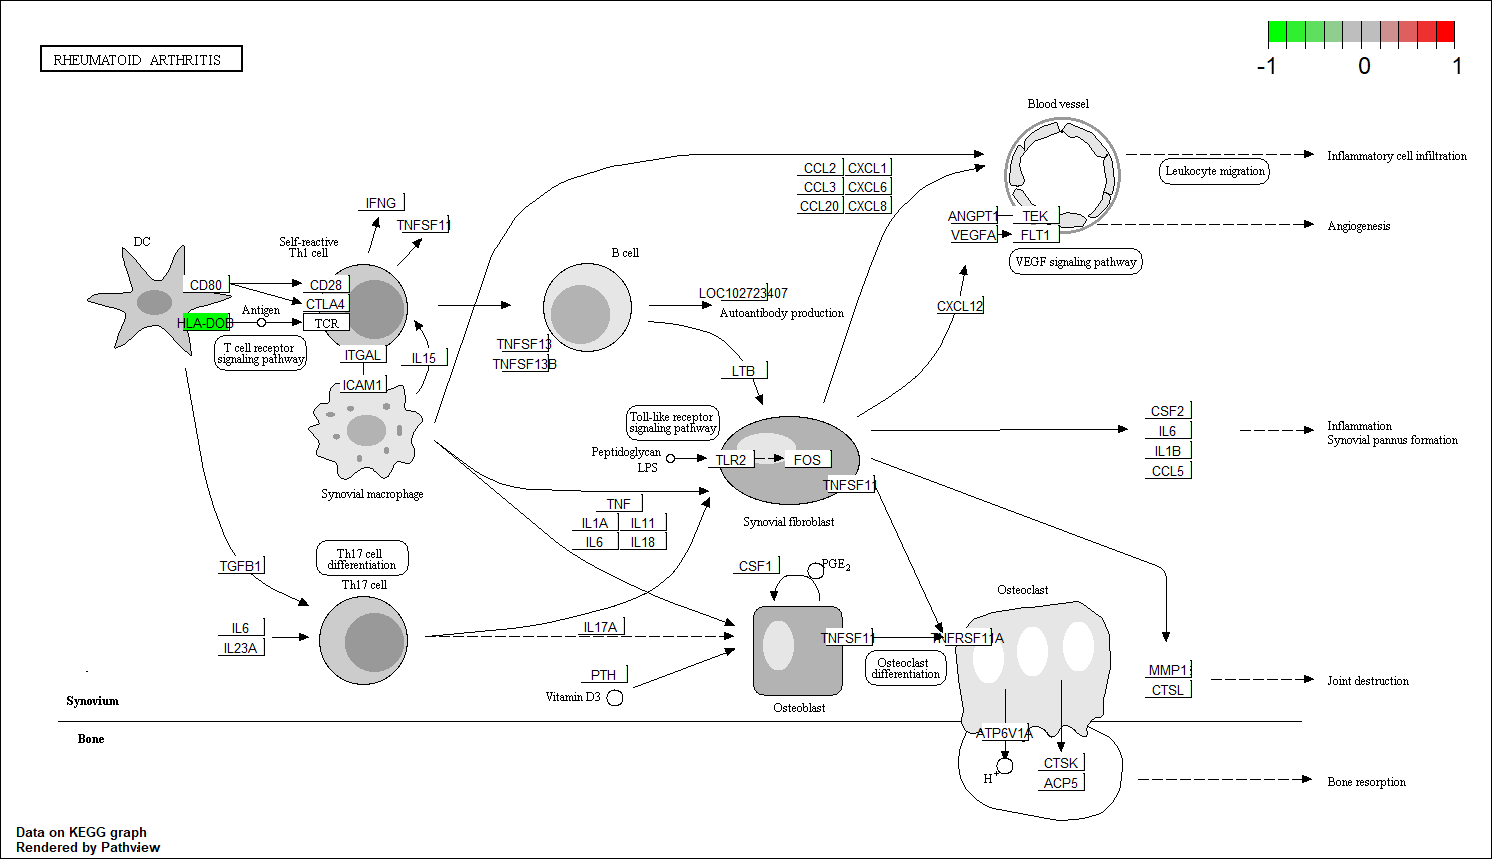 RHEUMATOID ARTHRITIS
-1 0 1
Blood vessel
Inflammatory cell infiltration
Leukocyte migration
CCL2 CXCL1
CCL3 CXCL6
CCL20 CXCL8
ANGPT1 TEK
VEGFA FLT1
Angiogenesis
VEGF signaling pathway
CXCL12
IFNG
TNFSF11
DC
Self-reactive
Th1 cell
B cell
CD80
CD28
CTLA4
HLA-DOB
Antigen
TCR
T cell receptor
signaling pathway
ITGAL
IL15
ICAM1
Synovial macrophage
LOC102723407
Autoantibody production
TNFSF13
TNFSF13B
LTB
Toll-like receptor
signaling pathway
Peptidoglycan
LPS
TLR2
FOS
TNFSF11
Synovial fibroblast
CSF2
IL6
IL1B
CCL5
Inflammation
Synovial pannus formation
TNF
IL1A IL11
IL6 IL18
TGFB1
Th17 cell
differentiation
Th17 cell
IL6
IL23A
IL17A
PTH
Vitamin D3
CSF1
PGE2
TNFSF11
Osteoblast
TNFRSF11A
Osteoclast
differentiation
Osteoclast
MMP1
CTSL
Joint destruction
Synovium
Bone
ATP6V1A
H+
CTSK
ACP5
Bone resorption
Data on KEGG graph
Rendered by Pathview